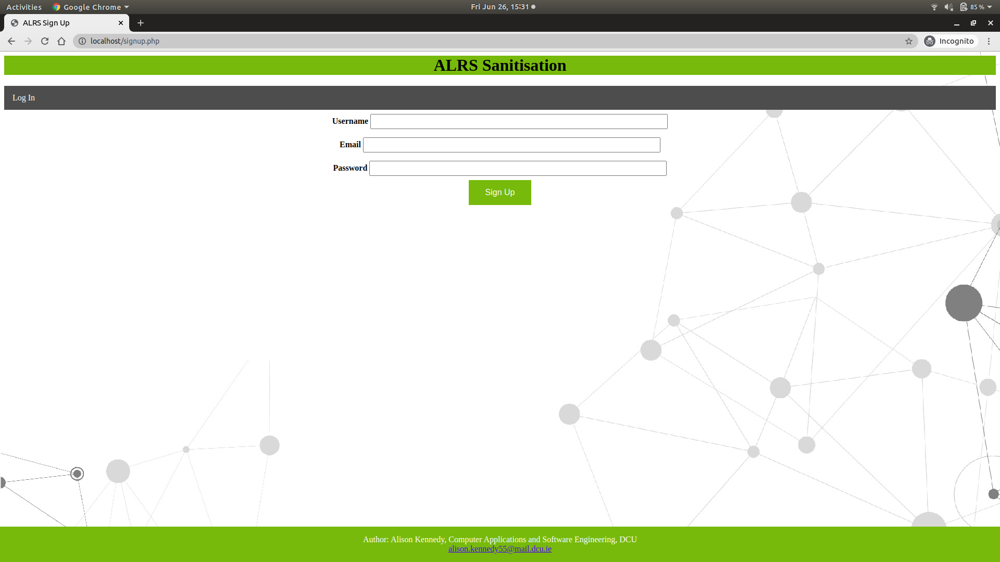 Activities Google Chrome Fri Jun 26, 15:31 85%
ALRS Sign Up
localhost/signup.php Incognito
ALRS Sanitisation
Log In
Username
Email
Password
Sign Up
Author: Alison Kennedy, Computer Applications and Software Engineering, DCU
alison.kennedy55@mail.dcu.ie